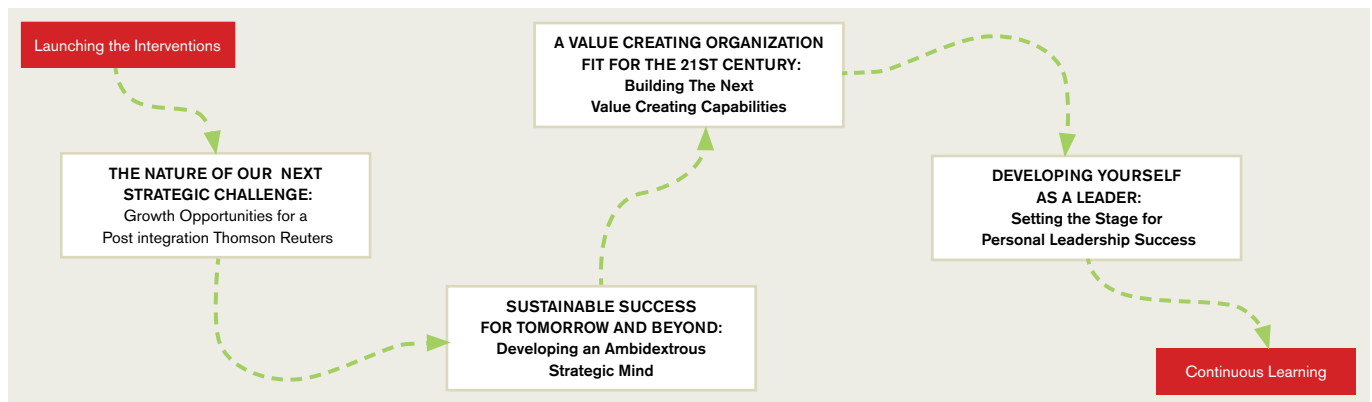 Launching the Interventions
THE NATURE OF OUR NEXT
STRATEGIC CHALLENGE:
Growth Opportunities for a
Post integration Thomson Reuters
SUSTAINABLE SUCCESS
FOR TOMORROW AND BEYOND:
Developing an Ambidextrous
Strategic Mind
A VALUE CREATING ORGANIZATION
FIT FOR THE 21ST CENTURY:
Building The Next
Value Creating Capabilities
DEVELOPING YOURSELF
AS A LEADER:
Setting the Stage for
Personal Leadership Success
Continuous Learning